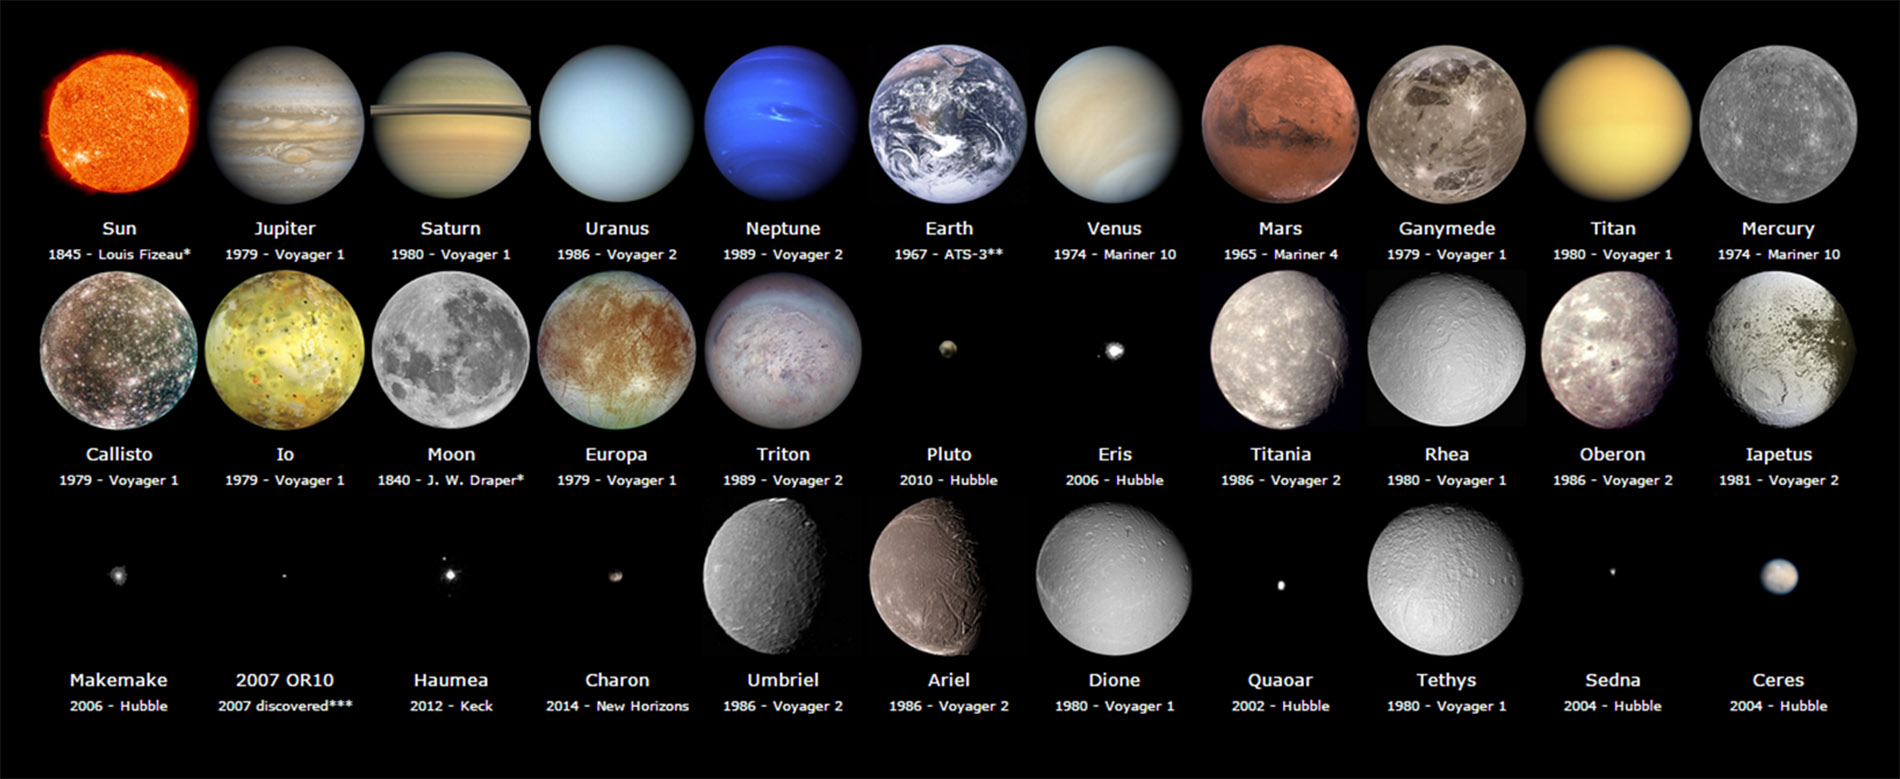 Sun Jupiter Saturn Uranus Neptune Earth Venus Mars Ganymede Titan Mercury
1845 - Louis Fizeau* 1979 - Voyager 1 1980 - Voyager 1 1986 - Voyager 2 1989 - Voyager 2 1967 - ATS-3** 1974 - Mariner 10 1965 - Mariner 4 1979 - Voyager 1 1980 - Voyager 1 1974 - Mariner 10
Callisto Io Moon Europa Triton Pluto Eris Titania Rhea Oberon Iapetus
1979 - Voyager 1 1979 - Voyager 1 1840 - J. W. Draper* 1979 - Voyager 1 1989 - Voyager 2 2010 - Hubble 2006 - Hubble 1986 - Voyager 2 1980 - Voyager 1 1986 - Voyager 2 1981 - Voyager 2
Makemake 2007 OR10 Haumea Charon Umbriel Ariel Dione Quaoar Tethys Sedna Ceres
2006 - Hubble 2007 discovered*** 2012 - Keck 2014 - New Horizons 1986 - Voyager 2 1986 - Voyager 2 1980 - Voyager 1 2002 - Hubble 1980 - Voyager 1 2004 - Hubble 2004 - Hubble